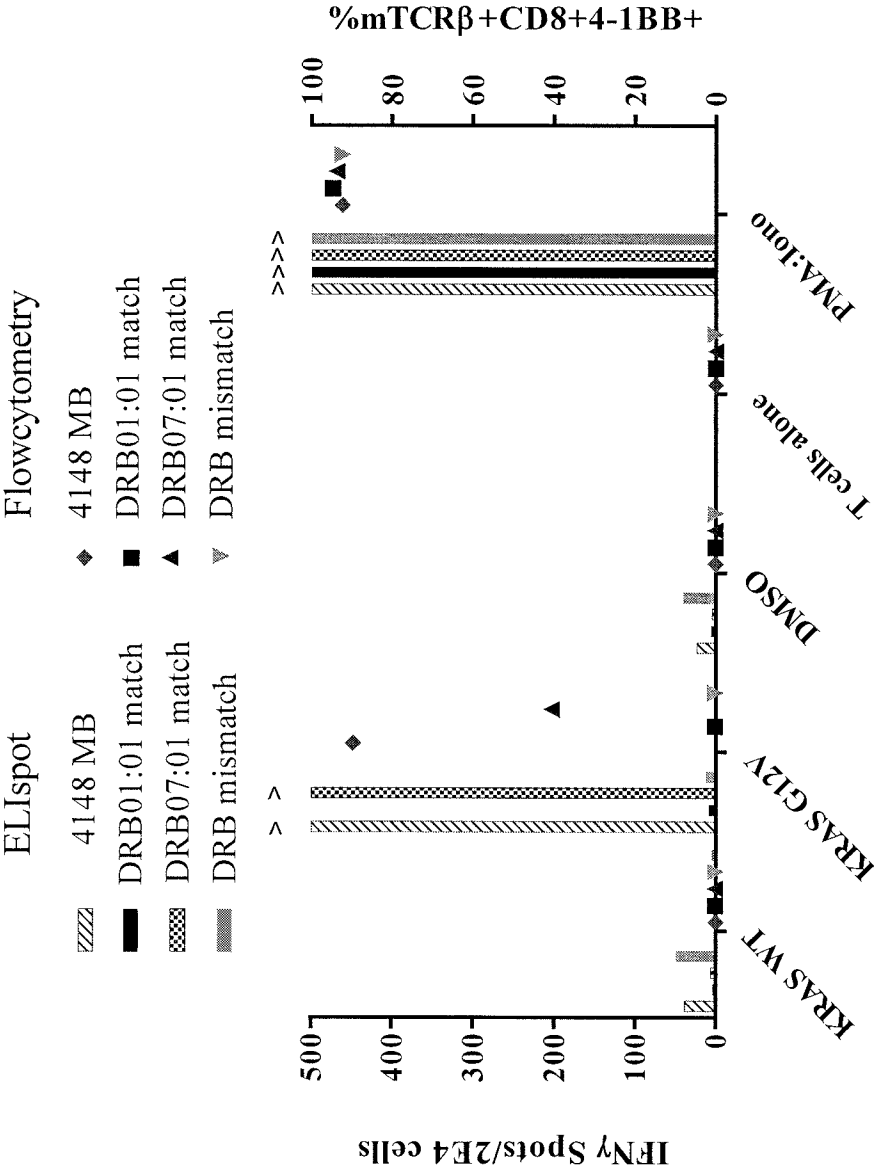 ELIspot
4148 MB
DRB01:01 match
DRB07:01 match
DRB mismatch
Flowcytometry
4148 MB
DRB01:01 match
DRB07:01 match
DRB mismatch
IFNγ Spots/2E4 cells
500
400
300
200
100
0
> >
> > > >
KRAS WT
KRAS G12V
DMSO
T cells alone
PMA:Iono
100
80
60
40
20
0
%mTCRβ+CD8+4-1BB+